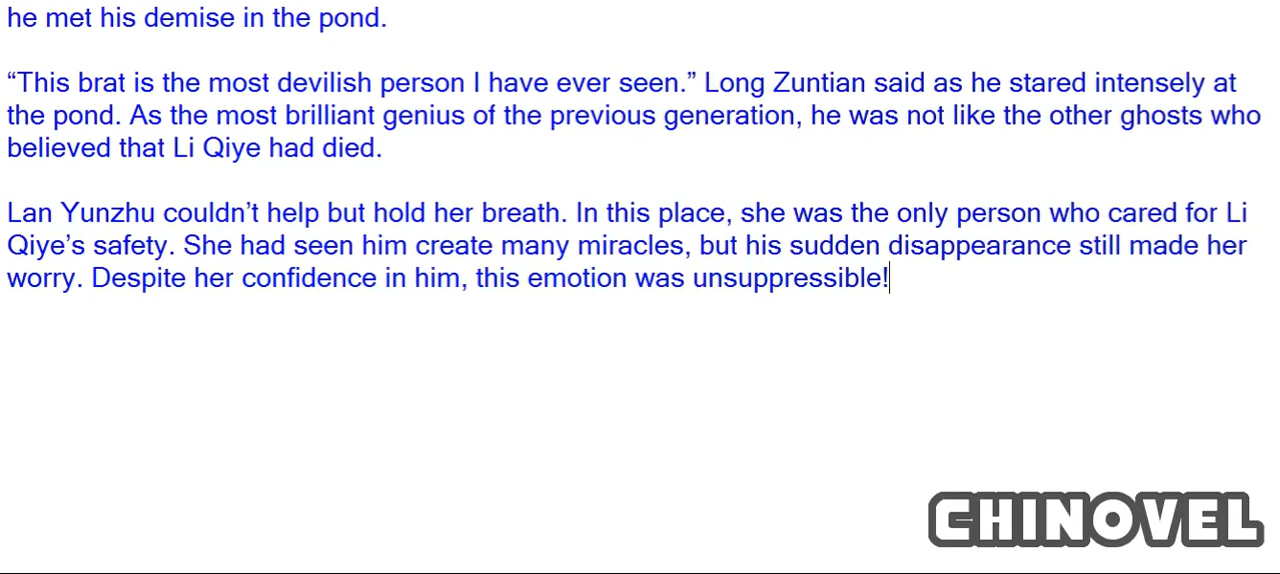 he met his demise in the pond.
“This brat is the most devilish person I have ever seen.” Long Zuntian said as he stared intensely at
the pond. As the most brilliant genius of the previous generation, he was not like the other ghosts who
believed that Li Qiye had died.
Lan Yunzhu couldn’t help but hold her breath. In this place, she was the only person who cared for Li
Qiye’s safety. She had seen him create many miracles, but his sudden disappearance still made her
worry. Despite her confidence in him, this emotion was unsuppressible!
CHINOVEL